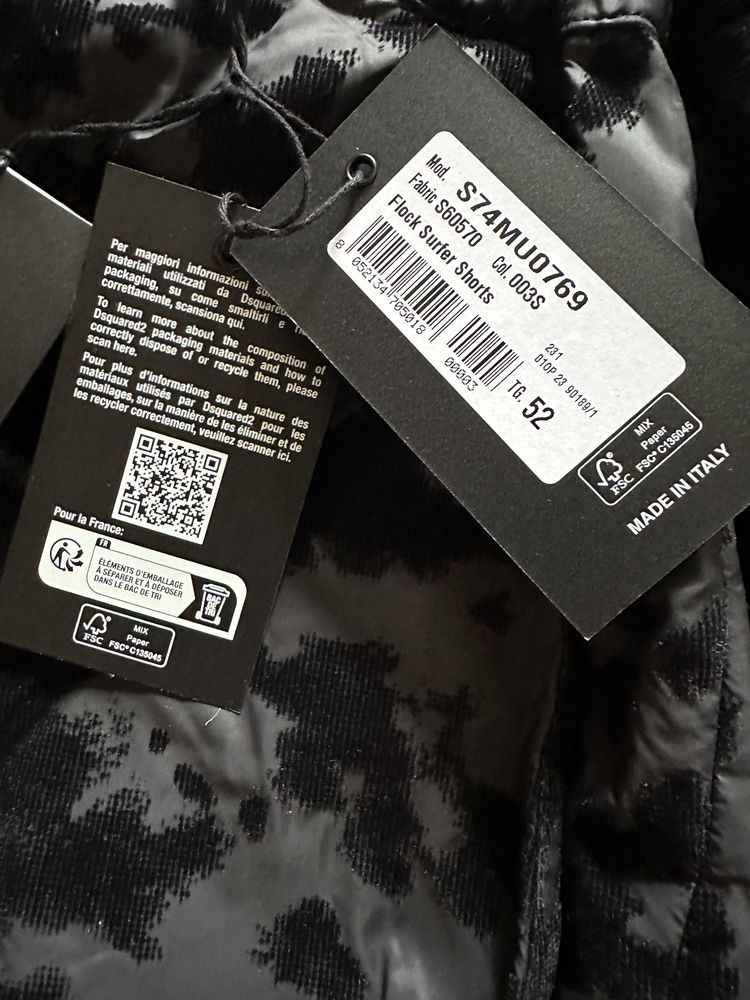 Per maggiori informazioni
materiali utilizzati da Dsquared
packaging, su come smaltirli e
correttamente, scansiona qui.
To learn more about the composition of
Dsquared2 packaging materials and how to
correctly dispose of or recycle them, please
scan here.
Pour plus d'informations sur la nature des
matériaux utilisés par Dsquared2 pour les
emballages, sur la manière de les éliminer et de
les recycler correctement, veuillez scanner ici.
Pour la France:
FR
ÉLÉMENTS D'EMBALLAGE
À SÉPARER ET À DÉPOSER
DANS LE BAC DE TRI
BAC
FSC
MIX
Paper
FSC® C135045
Mod. S74MU0769
Fabric S60570 Col. 003S
Flock Surfer Shorts
8 052134 705018
00003
231
010P 23 90189/1
TG. 52
FSC
MIX
Paper
FSC® C135045
MADE IN ITALY